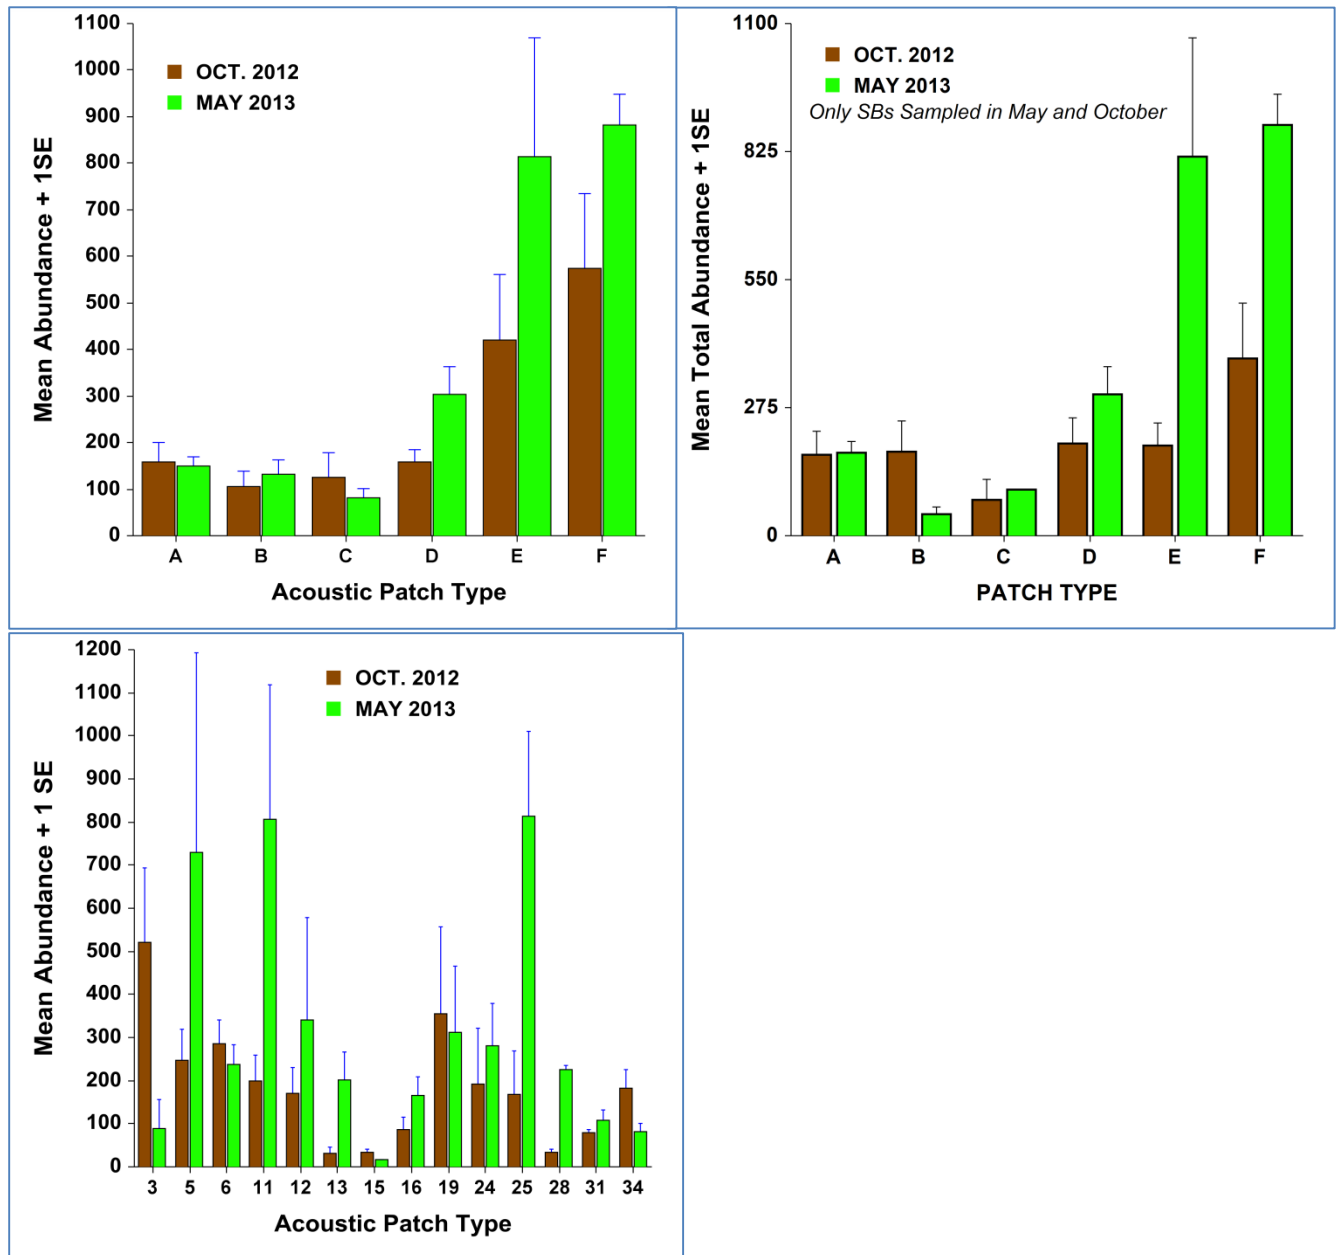 Mean Abundance + 1SE
1100
1000
900
800
700
600
500
400
300
200
100
0
OCT. 2012
MAY 2013
A B C D E F
Acoustic Patch Type
Mean Total Abundance + 1SE
1100
825
550
275
0
OCT. 2012
MAY 2013
Only SBs Sampled in May and October
A B C D E F
PATCH TYPE
Mean Abundance + 1 SE
1200
1100
1000
900
800
700
600
500
400
300
200
100
0
OCT. 2012
MAY 2013
3 5 6 11 12 13 15 16 19 24 25 28 31 34
Acoustic Patch Type